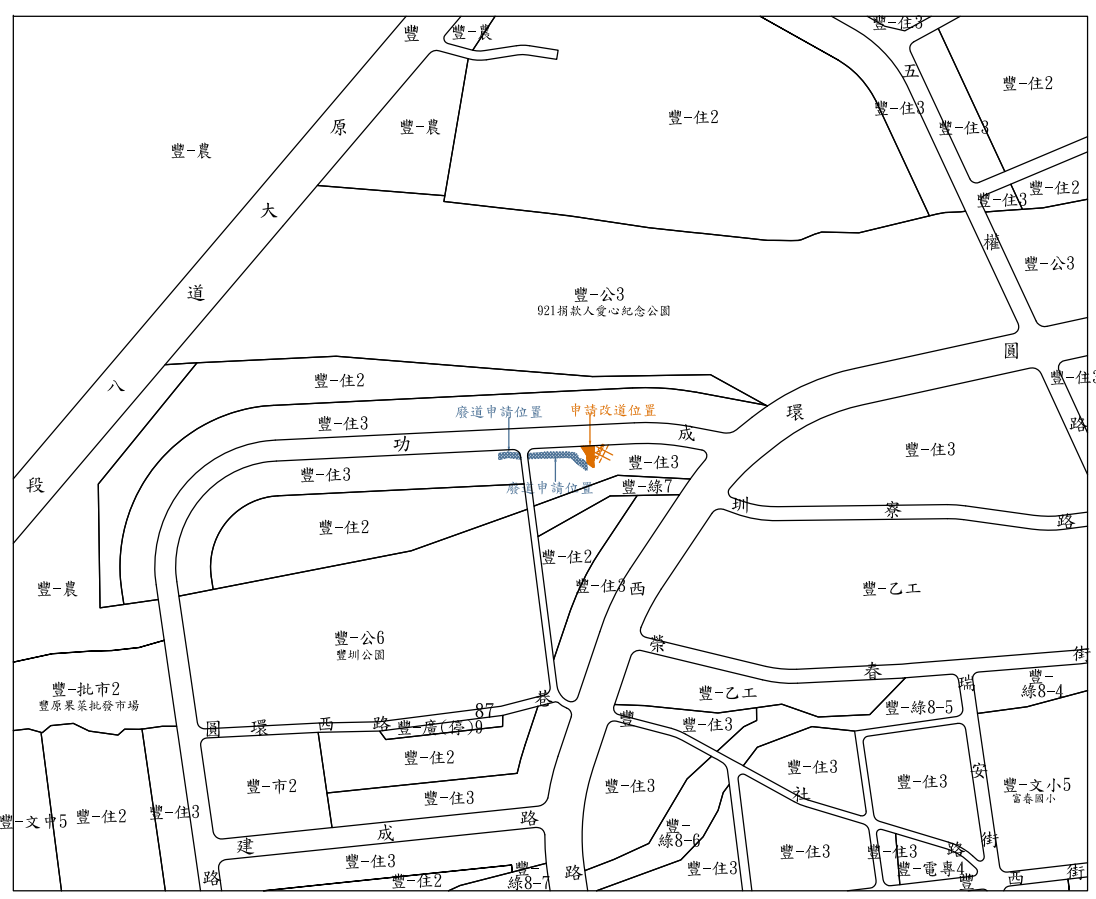 豐-住3
豐
豐-農
五
豐-住2
豐-住3
豐-住2
原
豐-農
豐-住3
豐-農
豐-住2
豐-住3
大
權
豐-公3
道
豐-公3
921捐款人愛心紀念公園
圓
八
豐-住2
豐-住3
廢道申請位置
申請改道位置
環
豐-住3
路
功
成
豐-住3
豐-住3
豐-住3
段
廢道申請位置
豐-綠7
圳
寮
路
豐-住2
豐-住2
豐-住3
西
豐-農
豐-乙工
豐-公6
豐圳公園
榮
春
街
豐-批市2
豐原果菜批發市場
豐-乙工
瑞
豐-
綠8-4
巷
87
豐-綠8-5
圓
環
西
路
豐-廣(停)9
豐
豐-住3
豐-住2
豐-住3
安
豐-市2
豐-住3
豐-住3
豐-住3
豐-文小5
富春國小
社
豐-文中5
豐-住2
豐-住3
路
成
建
豐-
綠8-6
豐-住3
豐-住3
路
街
豐-住3
豐-住3
豐-電專4
路
豐-住2
豐-
綠8-7
路
豐
西
街